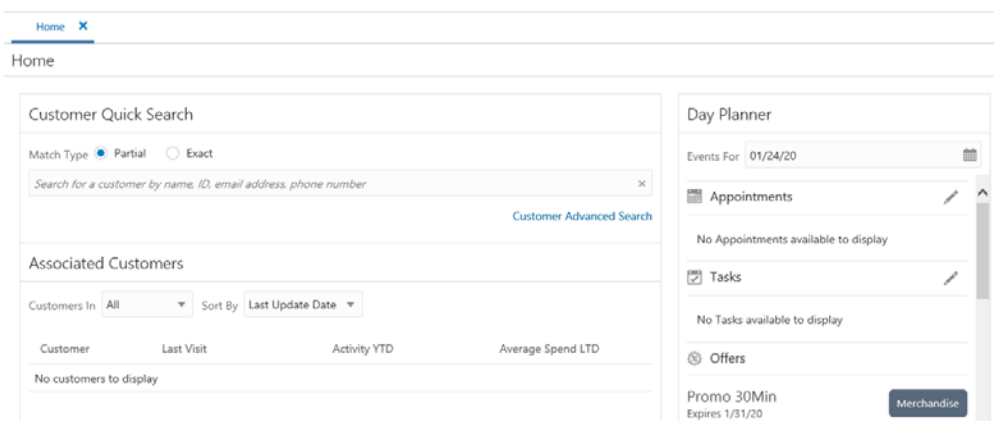 Home
Home
Customer Quick Search
Match Type Partial Exact
Search for a customer by name, ID, email address, phone number
Customer Advanced Search
Associated Customers
Customers In All Sort By Last Update Date
Customer Last Visit Activity YTD Average Spend LTD
No customers to display
Day Planner
Events For 01/24/20
Appointments
No Appointments available to display
Tasks
No Tasks available to display
Offers
Promo 30Min Merchandise
Expires 1/31/20